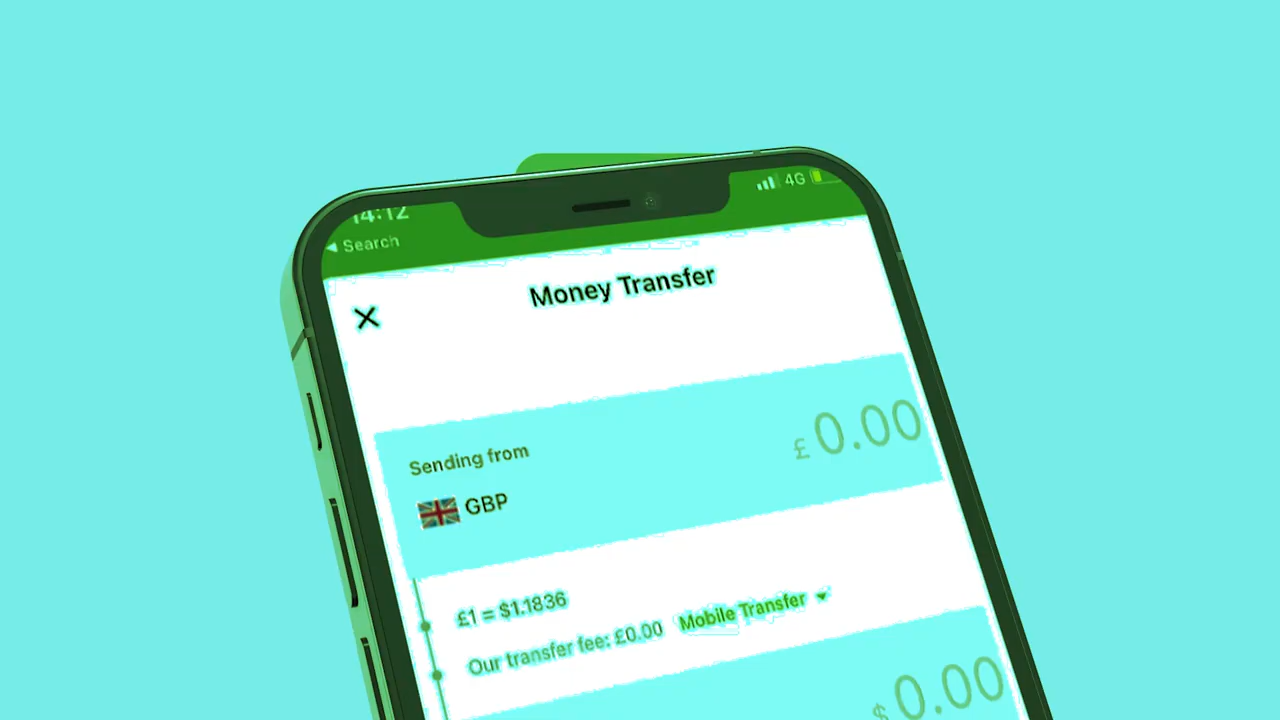 14:12
4G
◀ Search
Money Transfer
£ 0.00
Sending from
GBP
£1 = $1.1836
Our transfer fee: £0.00 Mobile Transfer
$ 0.00